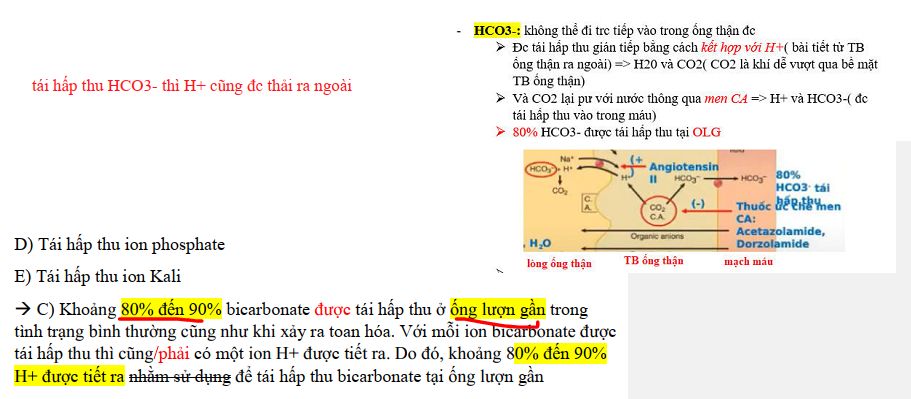 - HCO3-: không thể đi trc tiếp vào trong ống thận đc
➢ Đc tái hấp thu gián tiếp bằng cách kết hợp với H+( bài tiết từ TB
ống thận ra ngoài) => H20 và CO2( CO2 là khí dễ vượt qua bề mặt
TB ống thận)
➢ Và CO2 lại pư với nước thông qua men CA => H+ và HCO3-( đc
tái hấp thu vào trong máu)
➢ 80% HCO3- được tái hấp thu tại OLG
tái hấp thu HCO3- thì H+ cũng đc thải ra ngoài
Na⁺
HCO₃⁻+ H⁺
CO₂
C.
A.
H₂O
(+
)
H⁺
Angiotensin
II
HCO₃⁻
HCO₃⁻
80%
HCO3⁻ tái
hấp thu
CO₂
C.A.
(-)
Thuốc ức chế men
CA:
Acetazolamide,
Dorzolamide
Organic anions
lòng ống thận
TB ống thận
mạch máu
D) Tái hấp thu ion phosphate
E) Tái hấp thu ion Kali
→ C) Khoảng 80% đến 90% bicarbonate được tái hấp thu ở ống lượn gần trong
tình trạng bình thường cũng như khi xảy ra toan hóa. Với mỗi ion bicarbonate được
tái hấp thu thì cũng/phải có một ion H+ được tiết ra. Do đó, khoảng 80% đến 90%
H+ được tiết ra nhằm sử dụng để tái hấp thu bicarbonate tại ống lượn gần